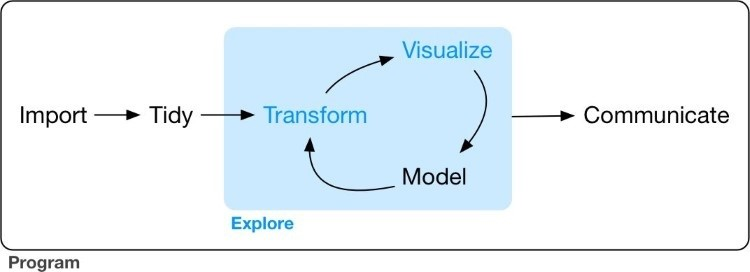 Visualize
Import
Tidy
Transform
Communicate
Model
Explore
Program